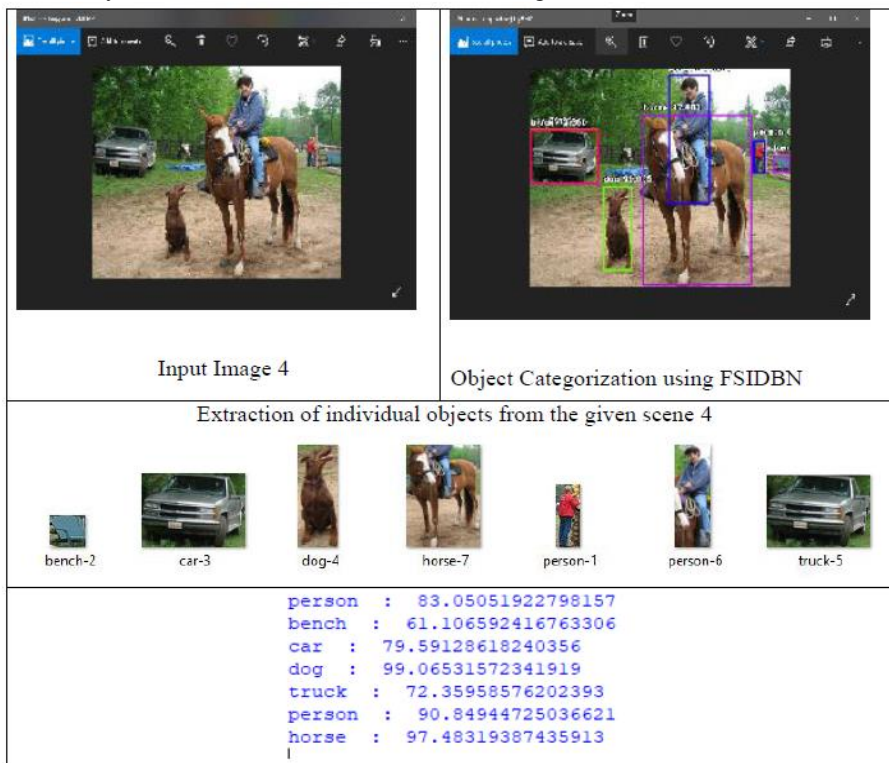 Input Image 4
Object Categorization using FSIDBN
Extraction of individual objects from the given scene 4
bench-2
car-3
dog-4
horse-7
person-1
person-6
truck-5
person : 83.05051922798157
bench : 61.106592416763306
car : 79.59128618240356
dog : 99.06531572341919
truck : 72.35958576202393
person : 90.84944725036621
horse : 97.48319387435913